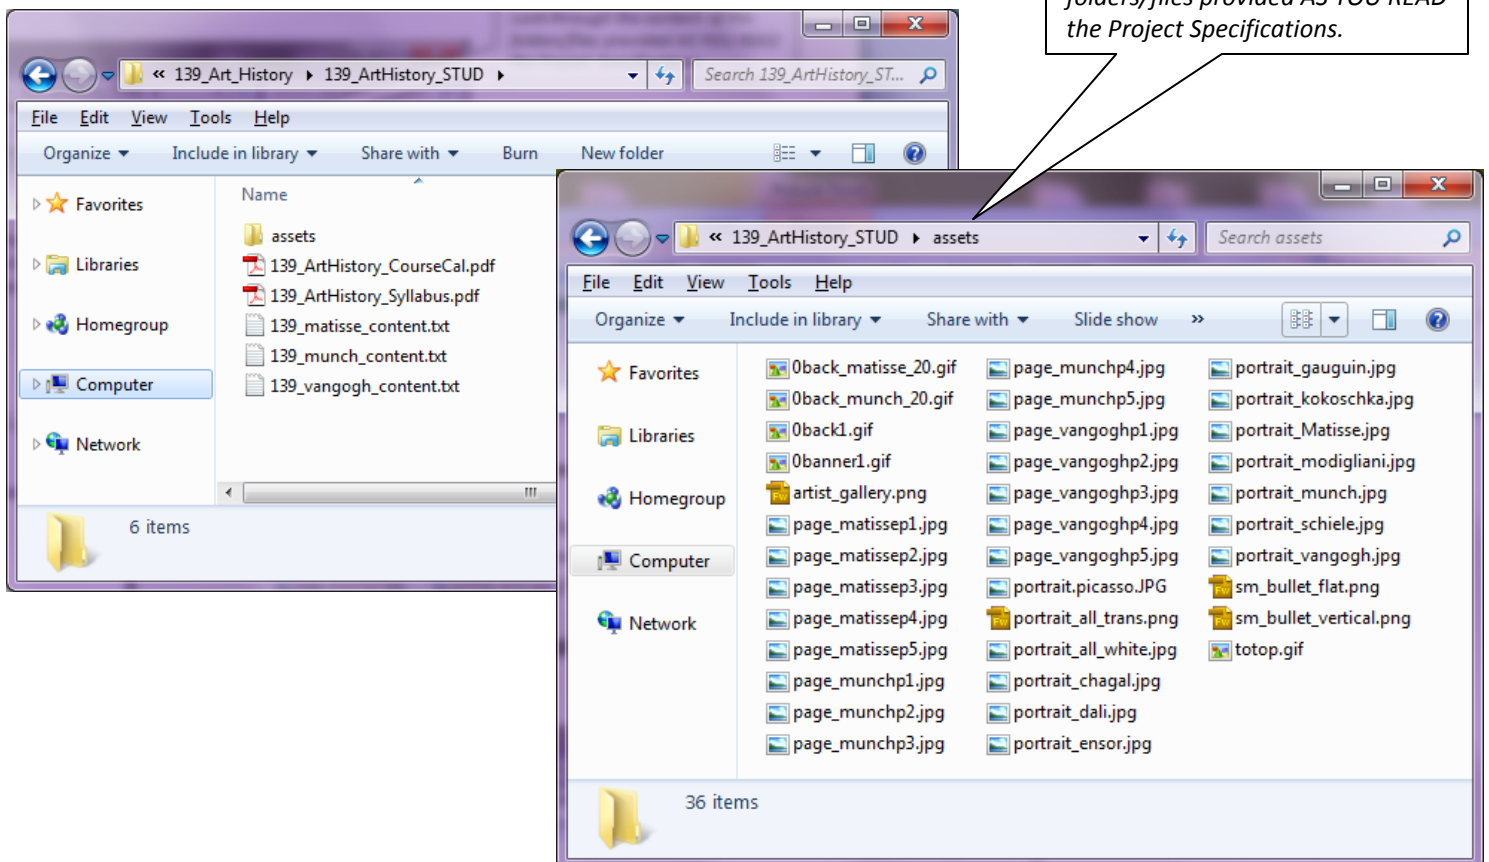 folders/files provided AS YOU READ
the Project Specifications.
« 139_Art_History ▸ 139_ArtHistory_STUD ▸
Search 139_ArtHistory_ST...
File Edit View Tools Help
Organize Include in library Share with Burn New folder
Favorites
Libraries
Homegroup
Computer
Network
Name
assets
139_ArtHistory_CourseCal.pdf
139_ArtHistory_Syllabus.pdf
139_matisse_content.txt
139_munch_content.txt
139_vangogh_content.txt
6 items
« 139_ArtHistory_STUD ▸ assets
Search assets
File Edit View Tools Help
Organize Include in library Share with Slide show »
Favorites
Libraries
Homegroup
Computer
Network
0back_matisse_20.gif
0back_munch_20.gif
0back1.gif
0banner1.gif
artist_gallery.png
page_matissep1.jpg
page_matissep2.jpg
page_matissep3.jpg
page_matissep4.jpg
page_matissep5.jpg
page_munchp1.jpg
page_munchp2.jpg
page_munchp3.jpg
page_munchp4.jpg
page_munchp5.jpg
page_vangoghp1.jpg
page_vangoghp2.jpg
page_vangoghp3.jpg
page_vangoghp4.jpg
page_vangoghp5.jpg
portrait.picasso.JPG
portrait_all_trans.png
portrait_all_white.jpg
portrait_chagal.jpg
portrait_dali.jpg
portrait_ensor.jpg
portrait_gauguin.jpg
portrait_kokoschka.jpg
portrait_Matisse.jpg
portrait_modigliani.jpg
portrait_munch.jpg
portrait_schiele.jpg
portrait_vangogh.jpg
sm_bullet_flat.png
sm_bullet_vertical.png
totop.gif
36 items